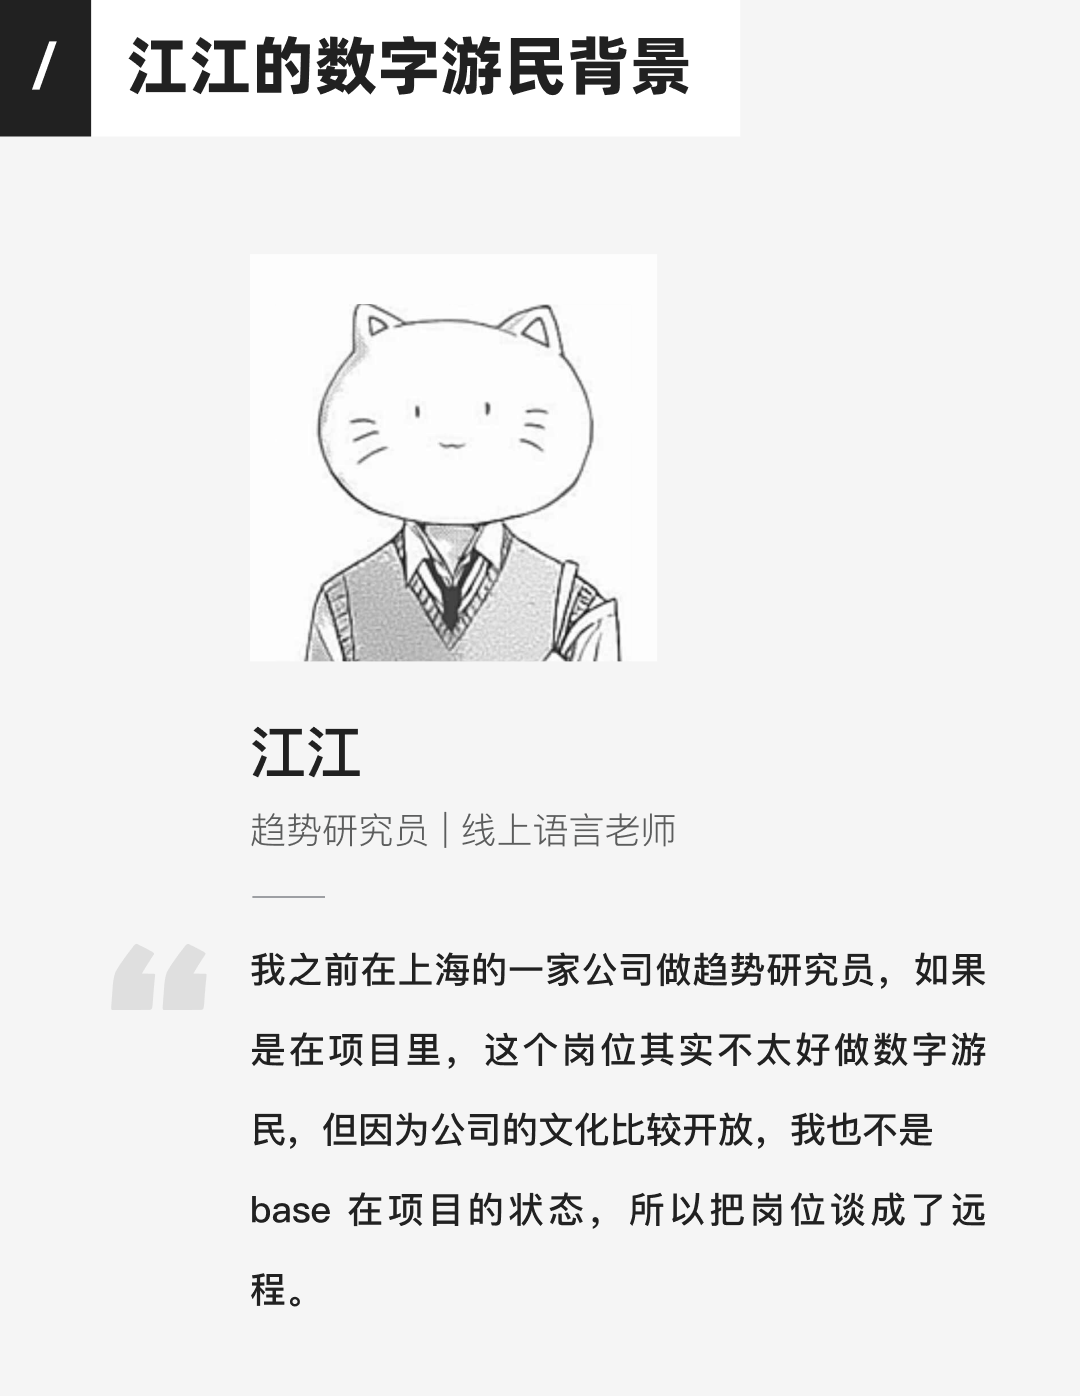 / 江江的数字游民背景
江江
趋势研究员 | 线上语言老师
“
我之前在上海的一家公司做趋势研究员，如果
是在项目里，这个岗位其实不太好做数字游
民，但因为公司的文化比较开放，我也不是
base 在项目的状态，所以把岗位谈成了远
程。